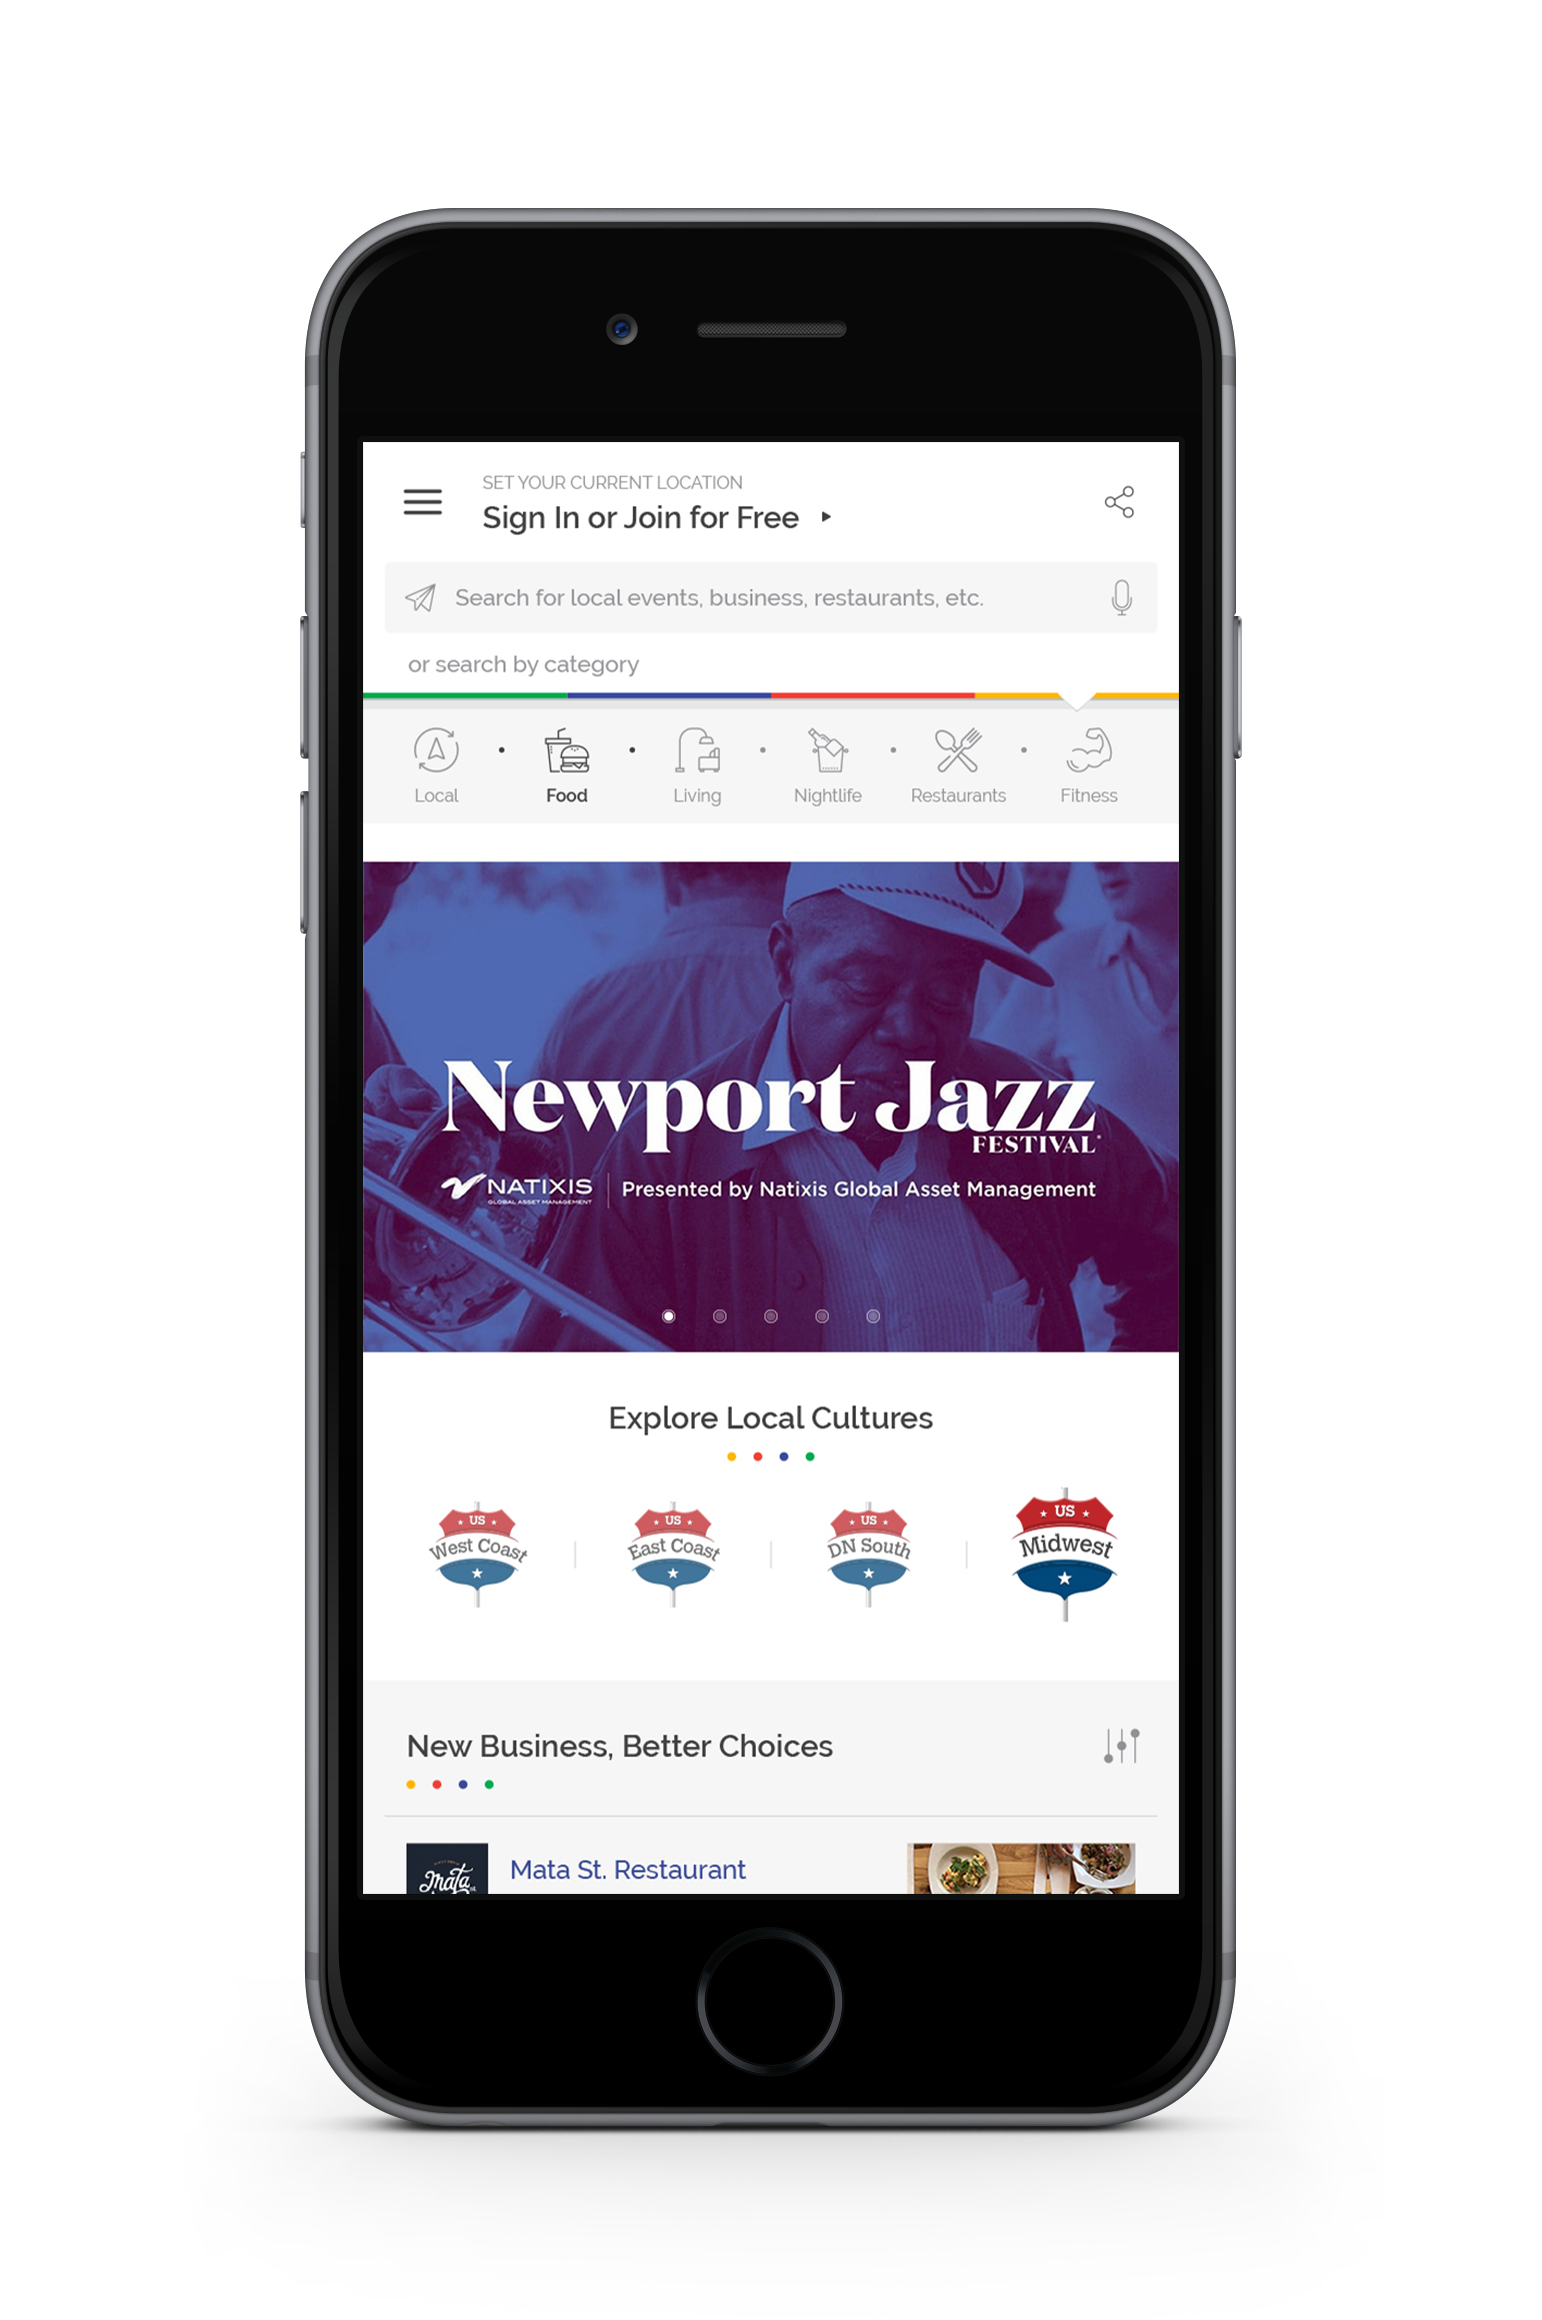 SET YOUR CURRENT LOCATION
Sign In or Join for Free
Search for local events, business, restaurants, etc.
or search by category
Local
Food
Living
Nightlife
Restaurants
Fitness
Newport Jazz
FESTIVAL
NATIXIS
GLOBAL ASSET MANAGEMENT
Presented by Natixis Global Asset Management
Explore Local Cultures
US
West Coast
US
East Coast
US
DN South
US
Midwest
New Business, Better Choices
Mata
Mata St. Restaurant